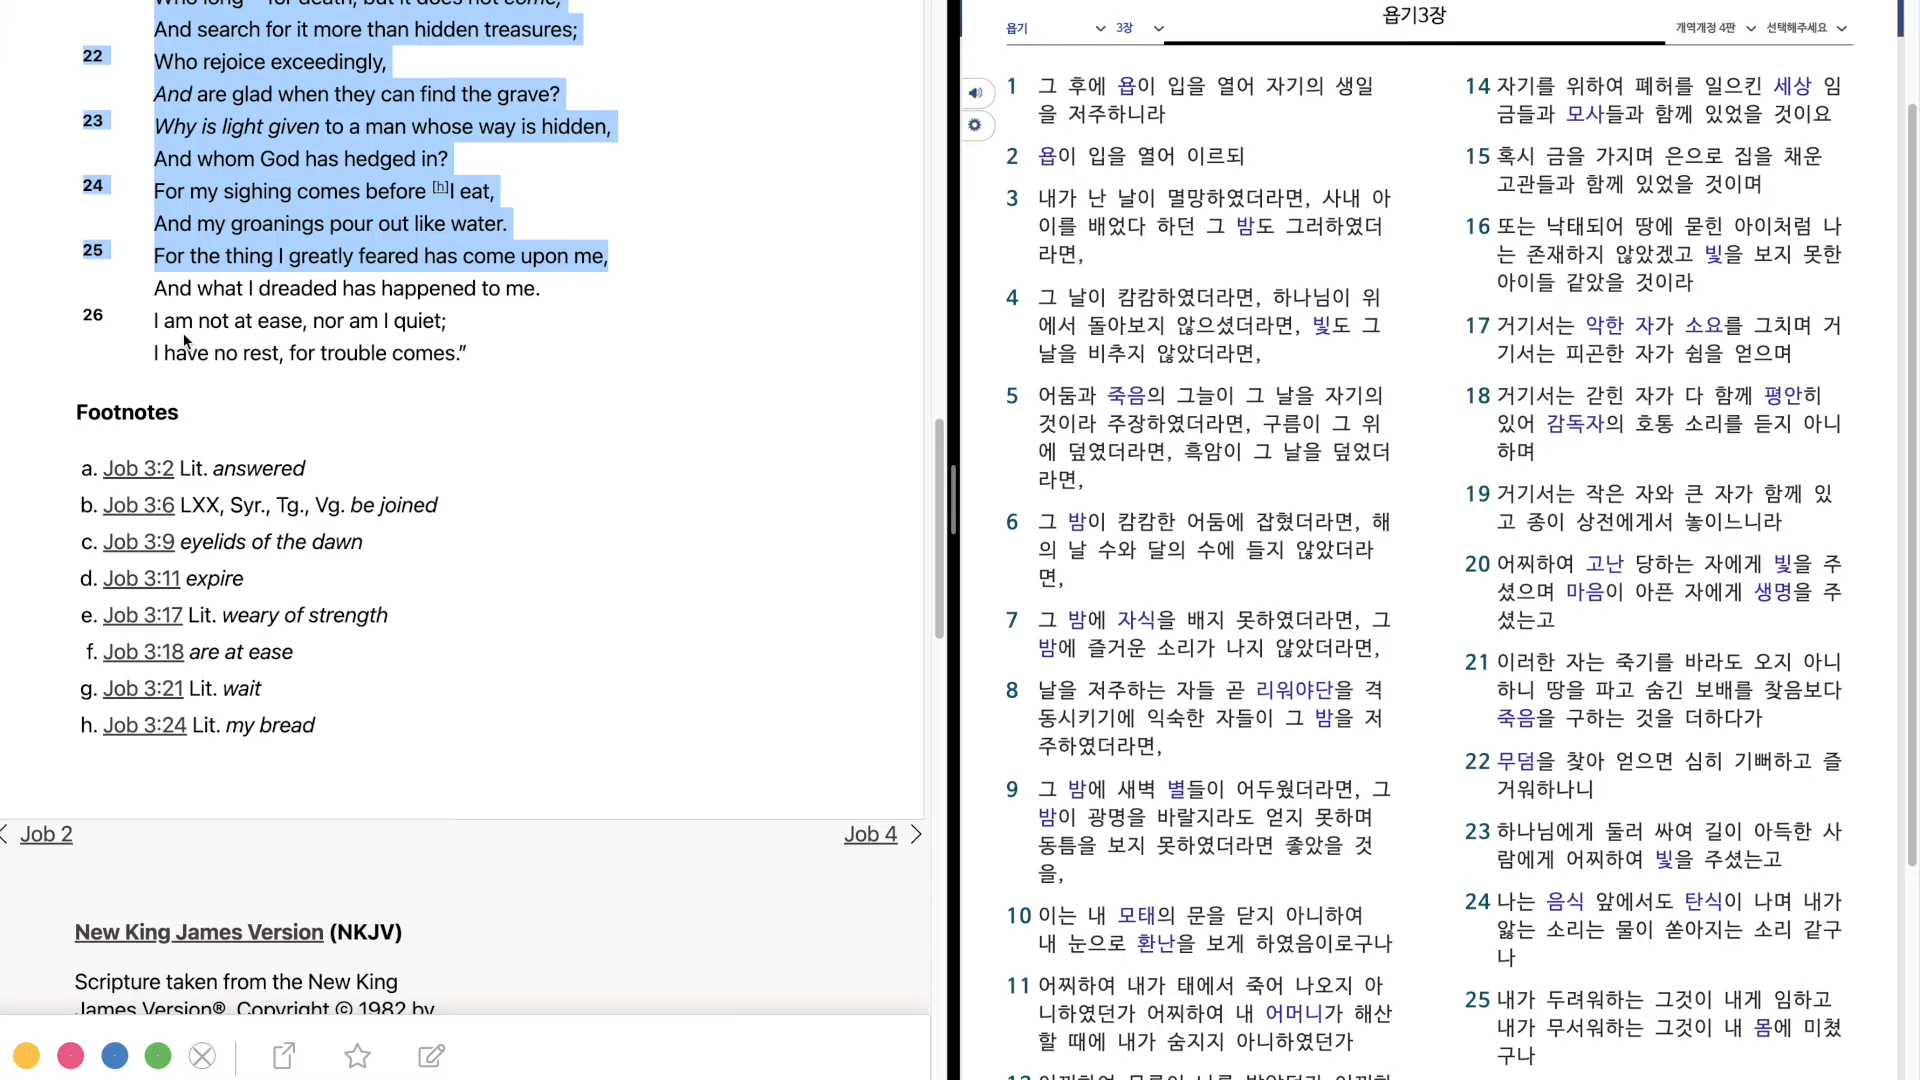 And search for it more than hidden treasures;
22 Who rejoice exceedingly,
And are glad when they can find the grave?
23 Why is light given to a man whose way is hidden,
And whom God has hedged in?
24 For my sighing comes before [h]I eat,
And my groanings pour out like water.
25 For the thing I greatly feared has come upon me,
And what I dreaded has happened to me.
26 I am not at ease, nor am I quiet;
I have no rest, for trouble comes.”
Footnotes
a. Job 3:2 Lit. answered
b. Job 3:6 LXX, Syr., Tg., Vg. be joined
c. Job 3:9 eyelids of the dawn
d. Job 3:11 expire
e. Job 3:17 Lit. weary of strength
f. Job 3:18 are at ease
g. Job 3:21 Lit. wait
h. Job 3:24 Lit. my bread
Job 2
Job 4
New King James Version (NKJV)
Scripture taken from the New King
James Version®. Copyright © 1982 by
욥기3장
욥기
3장
개역개정 4판
선택해주세요
1 그 후에 욥이 입을 열어 자기의 생일
을 저주하니라
2 욥이 입을 열어 이르되
3 내가 난 날이 멸망하였더라면, 사내 아
이를 배었다 하던 그 밤도 그러하였더
라면,
4 그 날이 캄캄하였더라면, 하나님이 위
에서 돌아보지 않으셨더라면, 빛도 그
날을 비추지 않았더라면,
5 어둠과 죽음의 그늘이 그 날을 자기의
것이라 주장하였더라면, 구름이 그 위
에 덮였더라면, 흑암이 그 날을 덮었더
라면,
6 그 밤이 캄캄한 어둠에 잡혔더라면, 해
의 날 수와 달의 수에 들지 않았더라
면,
7 그 밤에 자식을 배지 못하였더라면, 그
밤에 즐거운 소리가 나지 않았더라면,
8 날을 저주하는 자들 곧 리워야단을 격
동시키기에 익숙한 자들이 그 밤을 저
주하였더라면,
9 그 밤에 새벽 별들이 어두웠더라면, 그
밤이 광명을 바랄지라도 얻지 못하며
동틈을 보지 못하였더라면 좋았을 것
을,
10 이는 내 모태의 문을 닫지 아니하여
내 눈으로 환난을 보게 하였음이로구나
11 어찌하여 내가 태에서 죽어 나오지 아
니하였던가 어찌하여 내 어머니가 해산
할 때에 내가 숨지지 아니하였던가
14 자기를 위하여 폐허를 일으킨 세상 임
금들과 모사들과 함께 있었을 것이요
15 혹시 금을 가지며 은으로 집을 채운
고관들과 함께 있었을 것이며
16 또는 낙태되어 땅에 묻힌 아이처럼 나
는 존재하지 않았겠고 빛을 보지 못한
아이들 같았을 것이라
17 거기서는 악한 자가 소요를 그치며 거
기서는 피곤한 자가 쉼을 얻으며
18 거기서는 갇힌 자가 다 함께 평안히
있어 감독자의 호통 소리를 듣지 아니
하며
19 거기서는 작은 자와 큰 자가 함께 있
고 종이 상전에게서 놓이느니라
20 어찌하여 고난 당하는 자에게 빛을 주
셨으며 마음이 아픈 자에게 생명을 주
셨는고
21 이러한 자는 죽기를 바라도 오지 아니
하니 땅을 파고 숨긴 보배를 찾음보다
죽음을 구하는 것을 더하다가
22 무덤을 찾아 얻으면 심히 기뻐하고 즐
거워하나니
23 하나님에게 둘러 싸여 길이 아득한 사
람에게 어찌하여 빛을 주셨는고
24 나는 음식 앞에서도 탄식이 나며 내가
앓는 소리는 물이 쏟아지는 소리 같구
나
25 내가 두려워하는 그것이 내게 임하고
내가 무서워하는 그것이 내 몸에 미쳤
구나